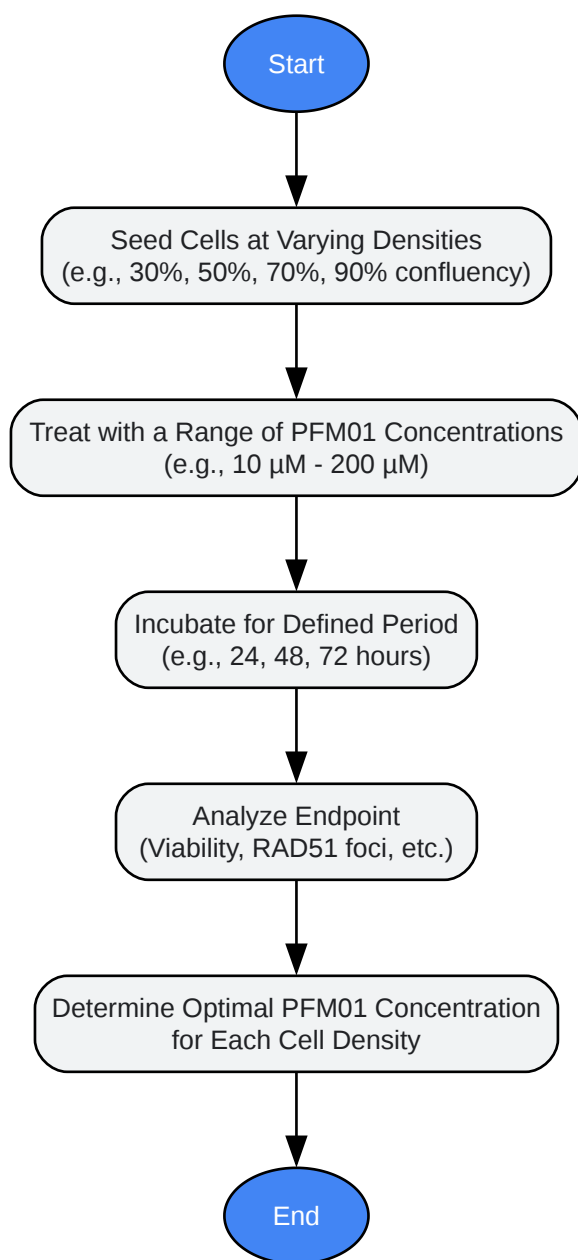 Start
Seed Cells at Varying Densities
(e.g., 30%, 50%, 70%, 90% confluency)
Treat with a Range of PFM01 Concentrations
(e.g., 10 µM - 200 µM)
Incubate for Defined Period
(e.g., 24, 48, 72 hours)
Analyze Endpoint
(Viability, RAD51 foci, etc.)
Determine Optimal PFM01 Concentration
for Each Cell Density
End